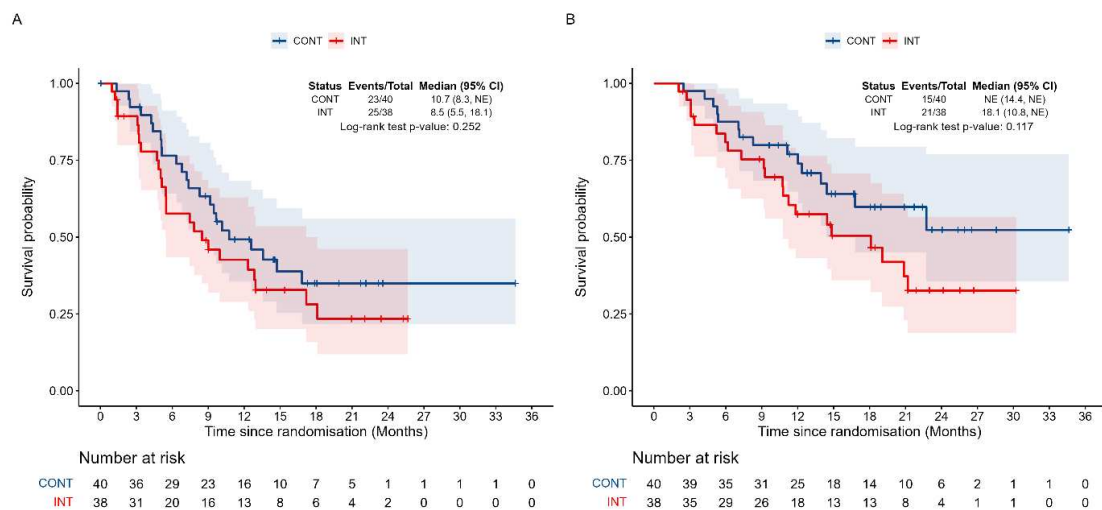 A
CONT INT
Status Events/Total Median (95% CI)
CONT 23/40 10.7 (8.3, NE)
INT 25/38 8.5 (5.5, 18.1)
Log-rank test p-value: 0.252
Survival probability
1.00
0.75
0.50
0.25
0.00
0 3 6 9 12 15 18 21 24 27 30 33 36
Time since randomisation (Months)
Number at risk
CONT 40 36 29 23 16 10 7 5 1 1 1 1 0
INT 38 31 20 16 13 8 6 4 2 0 0 0 0
B
CONT INT
Status Events/Total Median (95% CI)
CONT 15/40 NE (14.4, NE)
INT 21/38 18.1 (10.8, NE)
Log-rank test p-value: 0.117
Survival probability
1.00
0.75
0.50
0.25
0.00
0 3 6 9 12 15 18 21 24 27 30 33 36
Time since randomisation (Months)
Number at risk
CONT 40 39 35 31 25 18 14 10 6 2 1 1 0
INT 38 35 29 26 18 13 13 8 4 1 1 0 0